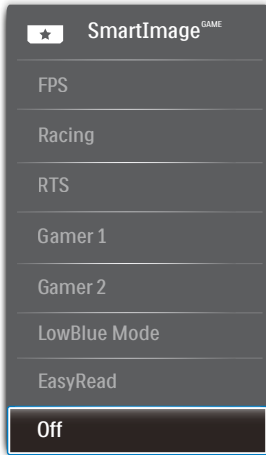 SmartImage GAME
FPS
Racing
RTS
Gamer 1
Gamer 2
LowBlue Mode
EasyRead
Off